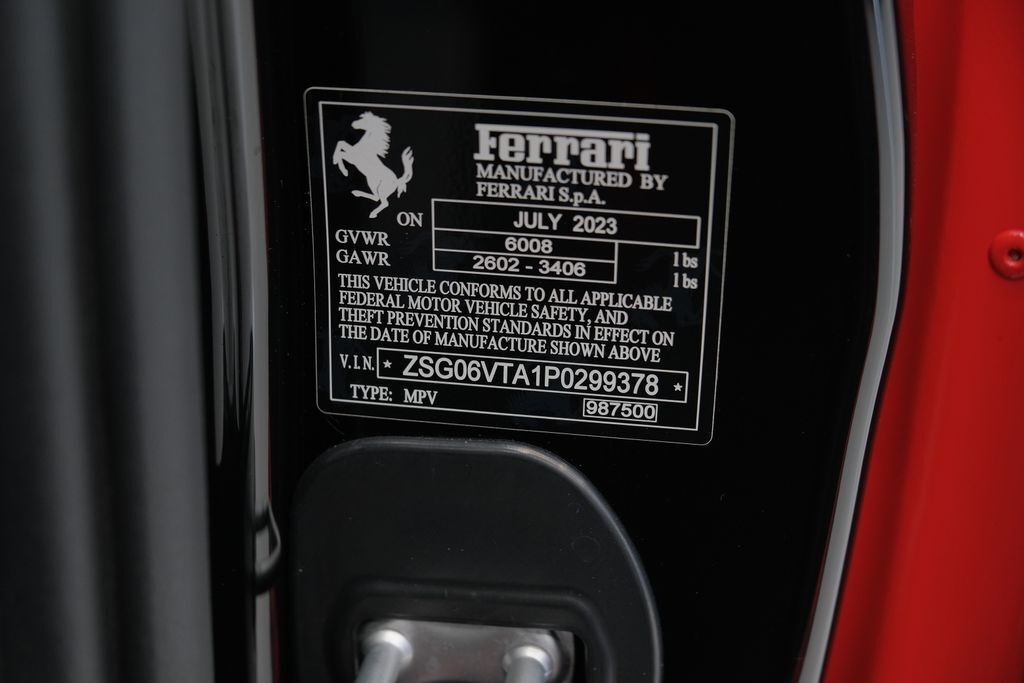 Ferrari
MANUFACTURED BY
FERRARI S.p.A.
ON JULY 2023
GVWR 6008 lbs
GAWR 2602 - 3406 lbs
THIS VEHICLE CONFORMS TO ALL APPLICABLE
FEDERAL MOTOR VEHICLE SAFETY, AND
THEFT PREVENTION STANDARDS IN EFFECT ON
THE DATE OF MANUFACTURE SHOWN ABOVE
V.I.N. * ZSG06VTA1P0299378 *
TYPE: MPV 987500